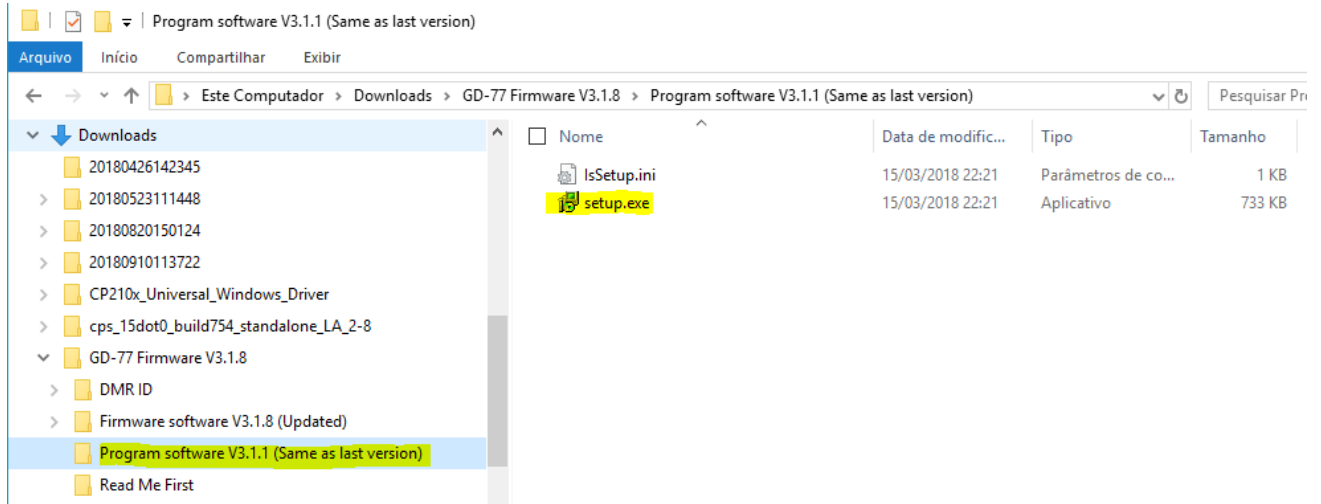 Program software V3.1.1 (Same as last version)
Arquivo Início Compartilhar Exibir
Este Computador > Downloads > GD-77 Firmware V3.1.8 > Program software V3.1.1 (Same as last version) Pesquisar Pr
Downloads
20180426142345
20180523111448
20180820150124
20180910113722
CP210x_Universal_Windows_Driver
cps_15dot0_build754_standalone_LA_2-8
GD-77 Firmware V3.1.8
DMR ID
Firmware software V3.1.8 (Updated)
Program software V3.1.1 (Same as last version)
Read Me First
Nome Data de modific... Tipo Tamanho
IsSetup.ini 15/03/2018 22:21 Parâmetros de co... 1 KB
setup.exe 15/03/2018 22:21 Aplicativo 733 KB